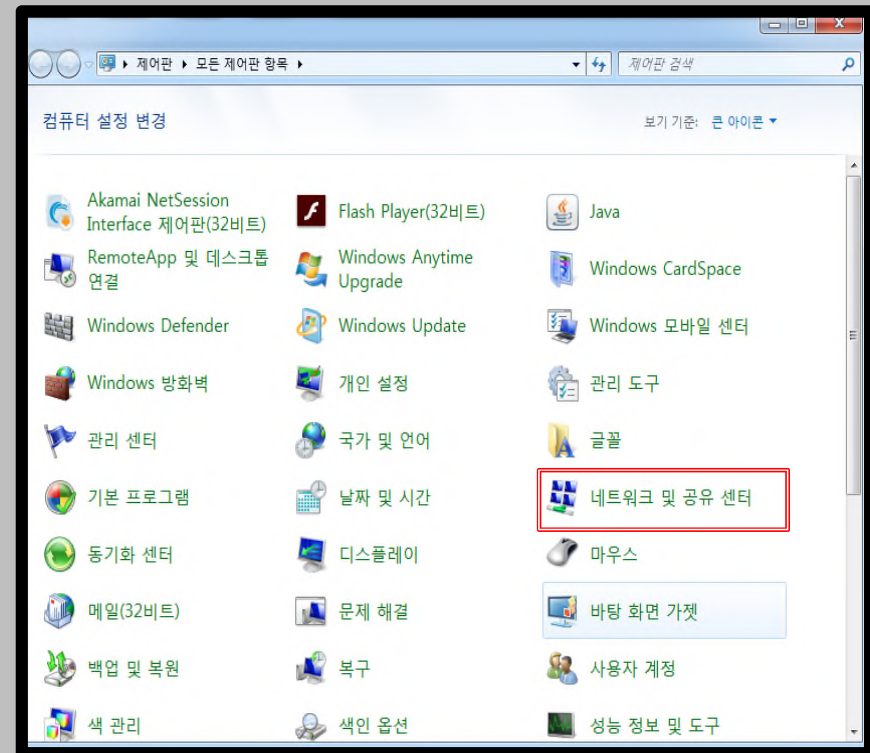 제어판 ▸ 모든 제어판 항목 ▸
제어판 검색
컴퓨터 설정 변경
보기 기준: 큰 아이콘
Akamai NetSession
Interface 제어판(32비트)
Flash Player(32비트)
Java
RemoteApp 및 데스크톱
연결
Windows Anytime
Upgrade
Windows CardSpace
Windows Defender
Windows Update
Windows 모바일 센터
Windows 방화벽
개인 설정
관리 도구
관리 센터
국가 및 언어
글꼴
기본 프로그램
날짜 및 시간
네트워크 및 공유 센터
동기화 센터
디스플레이
마우스
메일(32비트)
문제 해결
바탕 화면 가젯
백업 및 복원
복구
사용자 계정
색 관리
색인 옵션
성능 정보 및 도구